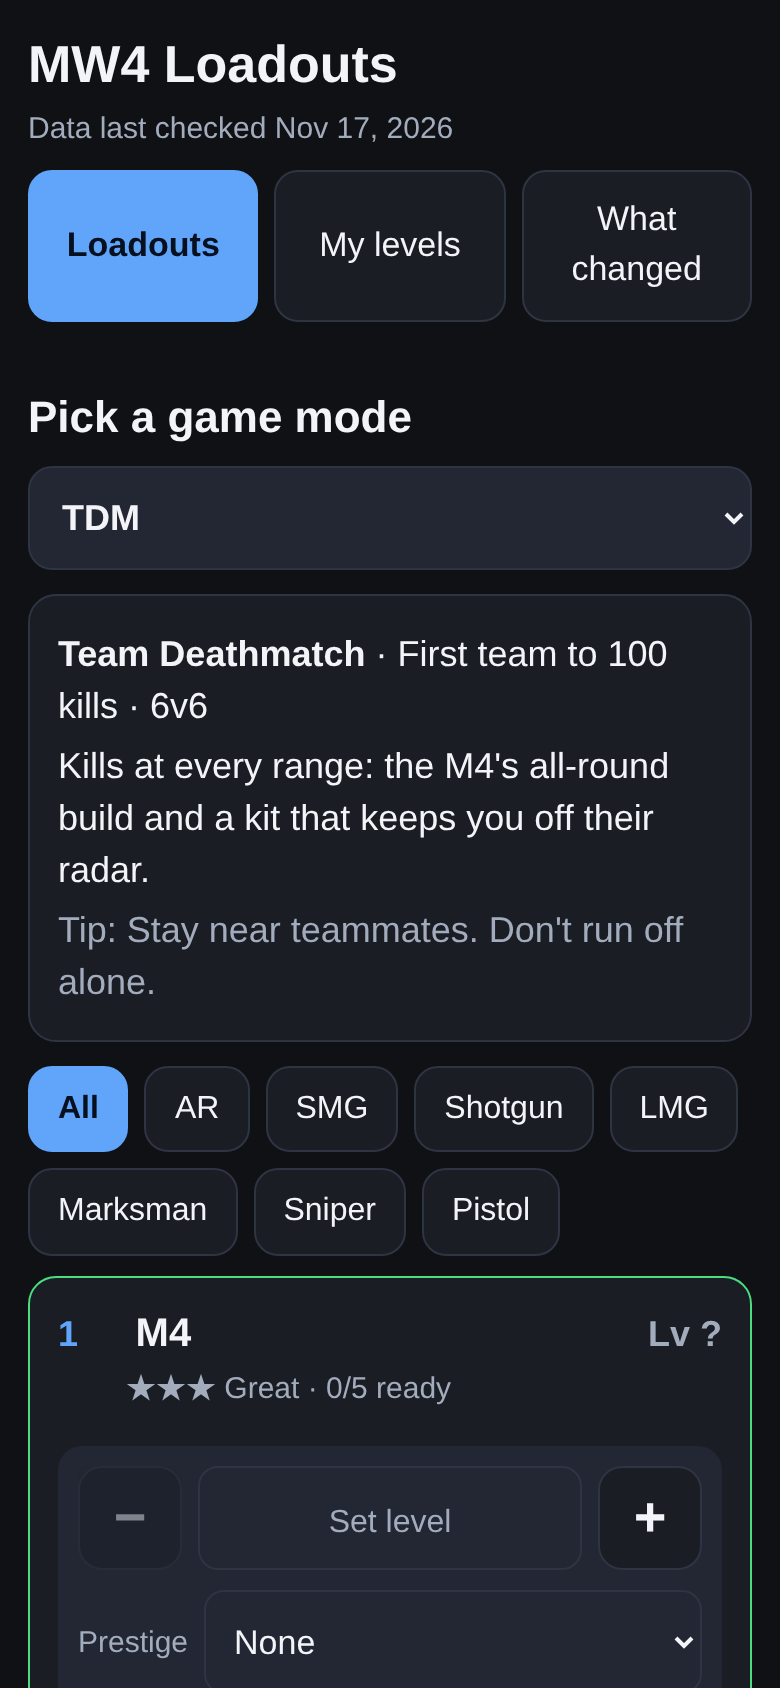 MW4 Loadouts
Data last checked Nov 17, 2026
Loadouts
My levels
What
changed
Pick a game mode
TDM
Team Deathmatch · First team to 100
kills · 6v6
Kills at every range: the M4's all-round
build and a kit that keeps you off their
radar.
Tip: Stay near teammates. Don't run off
alone.
All AR SMG Shotgun LMG
Marksman Sniper Pistol
1 M4 Lv ?
★★★ Great · 0/5 ready
− Set level +
Prestige None